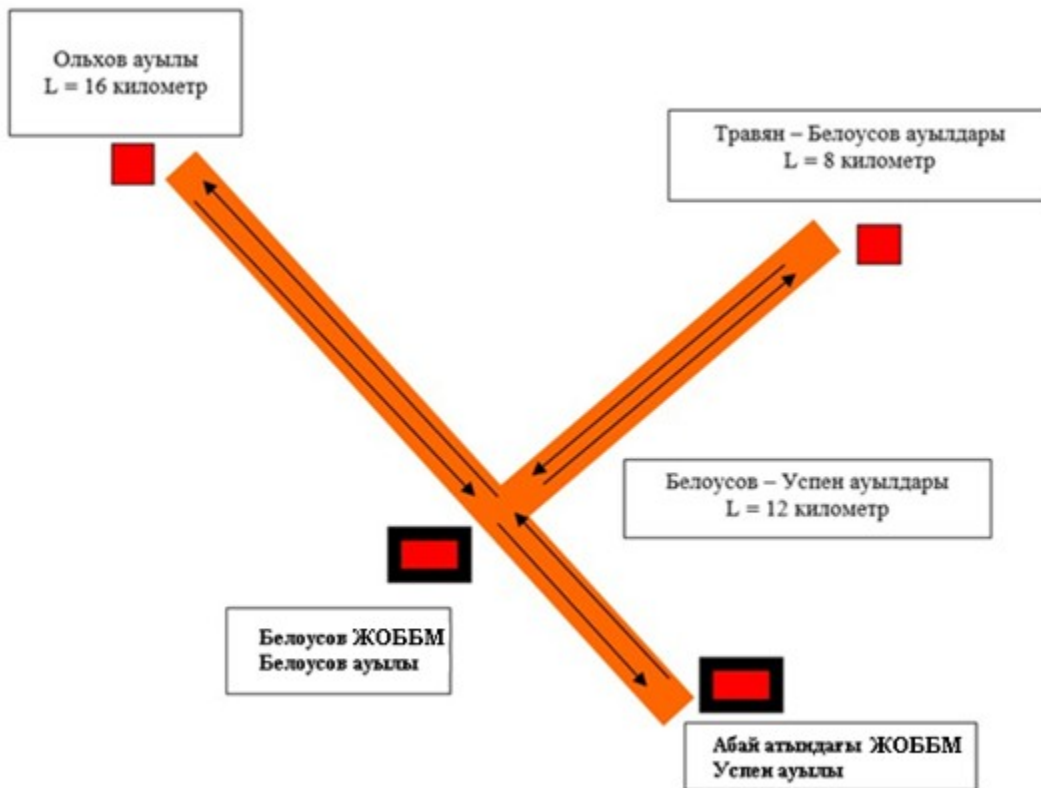 Ольхов ауылы
L = 16 километр
Травян – Белоусов ауылдары
L = 8 километр
Белоусов – Успен ауылдары
L = 12 километр
Белоусов ЖОББМ
Белоусов ауылы
Абай атындағы ЖОББМ
Успен ауылы